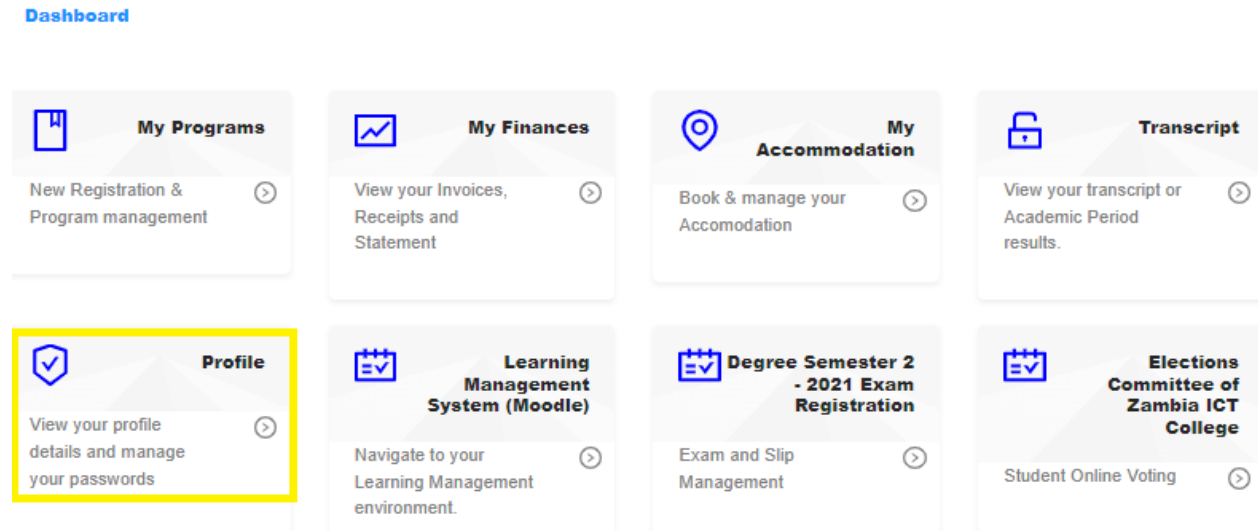 Dashboard
My Programs
New Registration &
Program management
My Finances
View your Invoices,
Receipts and
Statement
My
Accommodation
Book & manage your
Accomodation
Transcript
View your transcript or
Academic Period
results.
Profile
View your profile
details and manage
your passwords
Learning
Management
System (Moodle)
Navigate to your
Learning Management
environment.
Degree Semester 2
- 2021 Exam
Registration
Exam and Slip
Management
Elections
Committee of
Zambia ICT
College
Student Online Voting